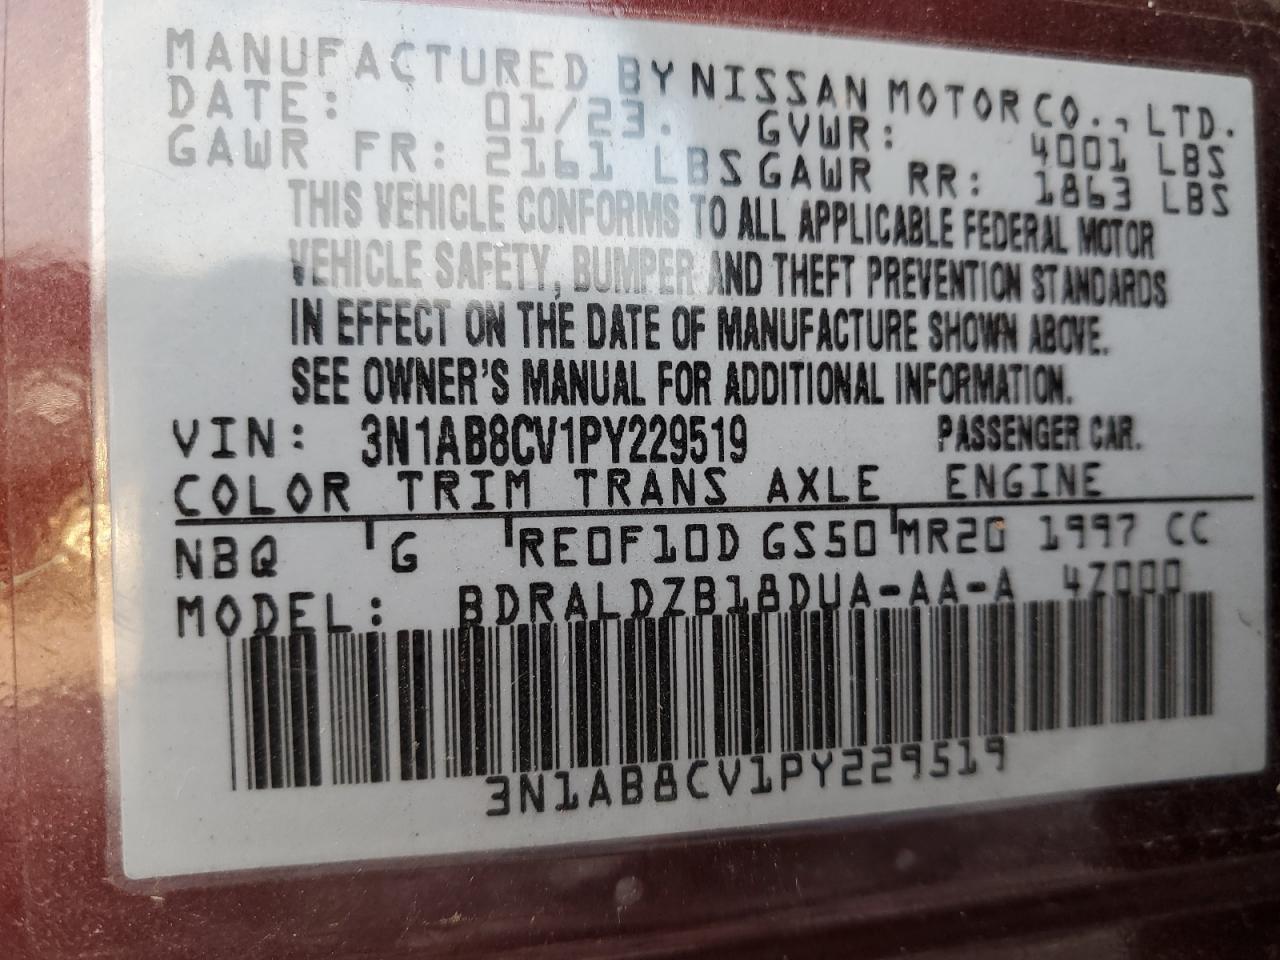 MANUFACTURED BY NISSAN MOTOR CO., LTD.
DATE: 01/23. GVWR: 4001 LBS
GAWR FR: 2161 LBS GAWR RR: 1863 LBS
THIS VEHICLE CONFORMS TO ALL APPLICABLE FEDERAL MOTOR
VEHICLE SAFETY, BUMPER AND THEFT PREVENTION STANDARDS
IN EFFECT ON THE DATE OF MANUFACTURE SHOWN ABOVE.
SEE OWNER'S MANUAL FOR ADDITIONAL INFORMATION.
VIN: 3N1AB8CV1PY229519 PASSENGER CAR.
COLOR TRIM TRANS AXLE ENGINE
NBQ G RE0F10D GS50 MR20 1997 CC
MODEL: BDRALDZB18DUA-AA-A 4Z000
3N1AB8CV1PY229519